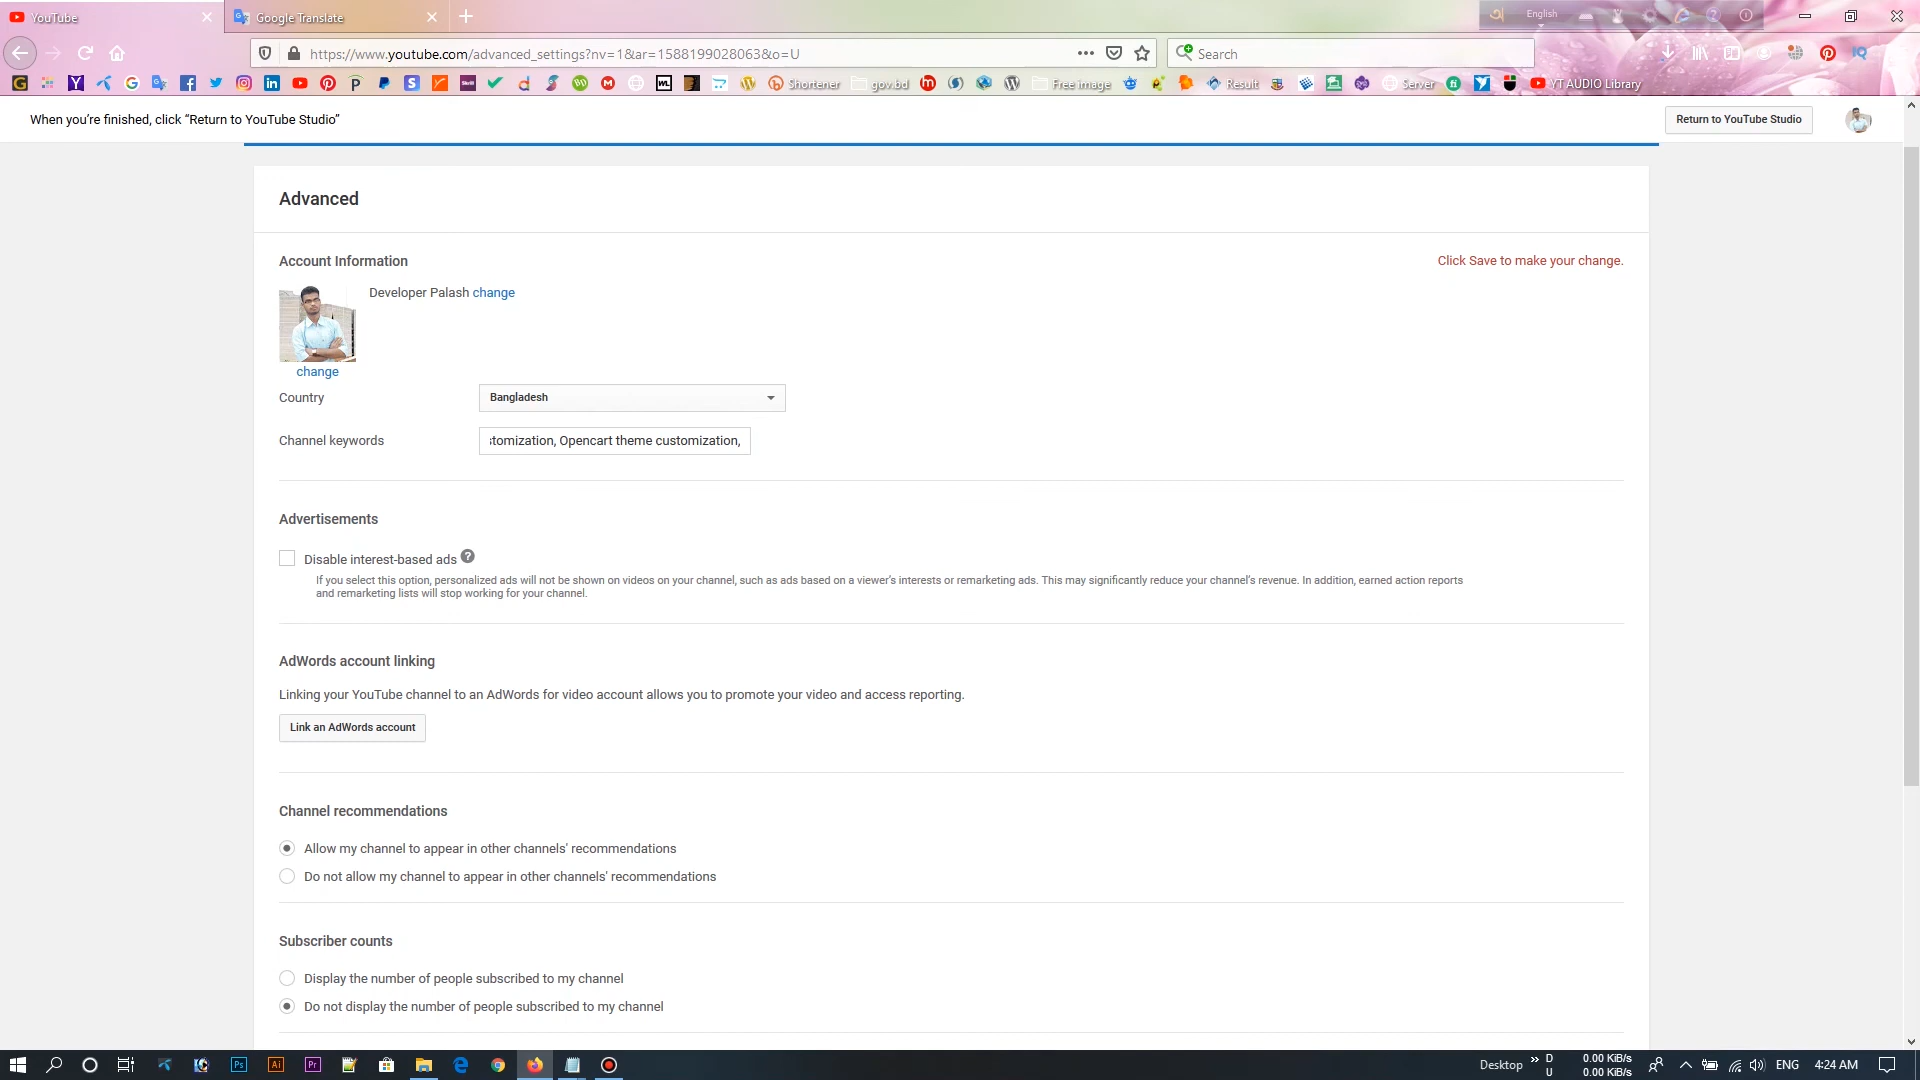 YouTube
Google Translate
English
https://www.youtube.com/advanced_settings?nv=1&ar=1588199028063&o=U
Search
Shortener
gov.bd
Free image
Result
Server
YT AUDIO Library
When you're finished, click “Return to YouTube Studio”
Return to YouTube Studio
Advanced
Account Information
Click Save to make your change.
Developer Palash change
change
Country
Bangladesh
Channel keywords
stomization, Opencart theme customization,
Advertisements
Disable interest-based ads
If you select this option, personalized ads will not be shown on videos on your channel, such as ads based on a viewer's interests or remarketing ads. This may significantly reduce your channel's revenue. In addition, earned action reports
and remarketing lists will stop working for your channel.
AdWords account linking
Linking your YouTube channel to an AdWords for video account allows you to promote your video and access reporting.
Link an AdWords account
Channel recommendations
Allow my channel to appear in other channels' recommendations
Do not allow my channel to appear in other channels' recommendations
Subscriber counts
Display the number of people subscribed to my channel
Do not display the number of people subscribed to my channel
Desktop
D 0.00 KiB/s
U 0.00 KiB/s
ENG
4:24 AM